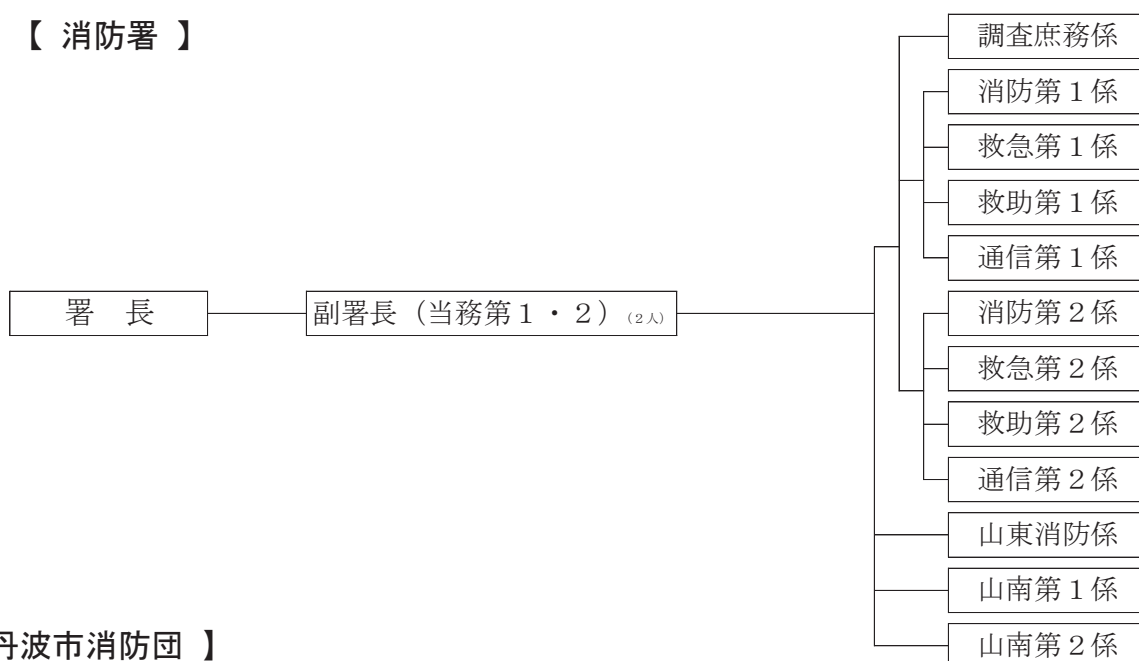 【 消防署 】
調査庶務係
消防第１係
救急第１係
救助第１係
通信第１係
署　長
副署長（当務第１・２）（２人）
消防第２係
救急第２係
救助第２係
通信第２係
山東消防係
山南第１係
山南第２係
丹波市消防団 】